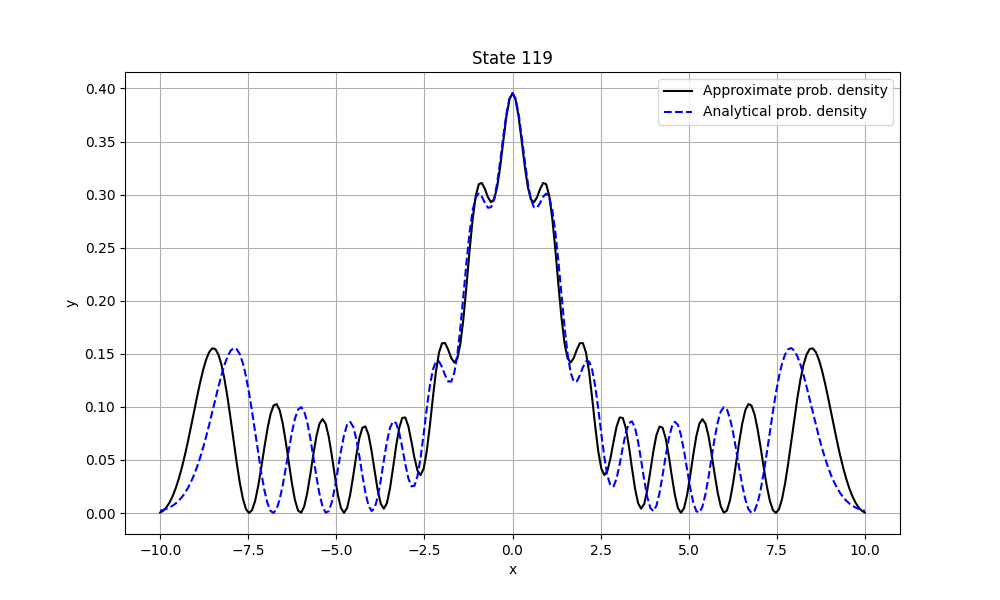 State 119
Approximate prob. density
Analytical prob. density
0.40
0.35
0.30
0.25
0.20
0.15
0.10
0.05
0.00
y
−10.0 −7.5 −5.0 −2.5 0.0 2.5 5.0 7.5 10.0
x